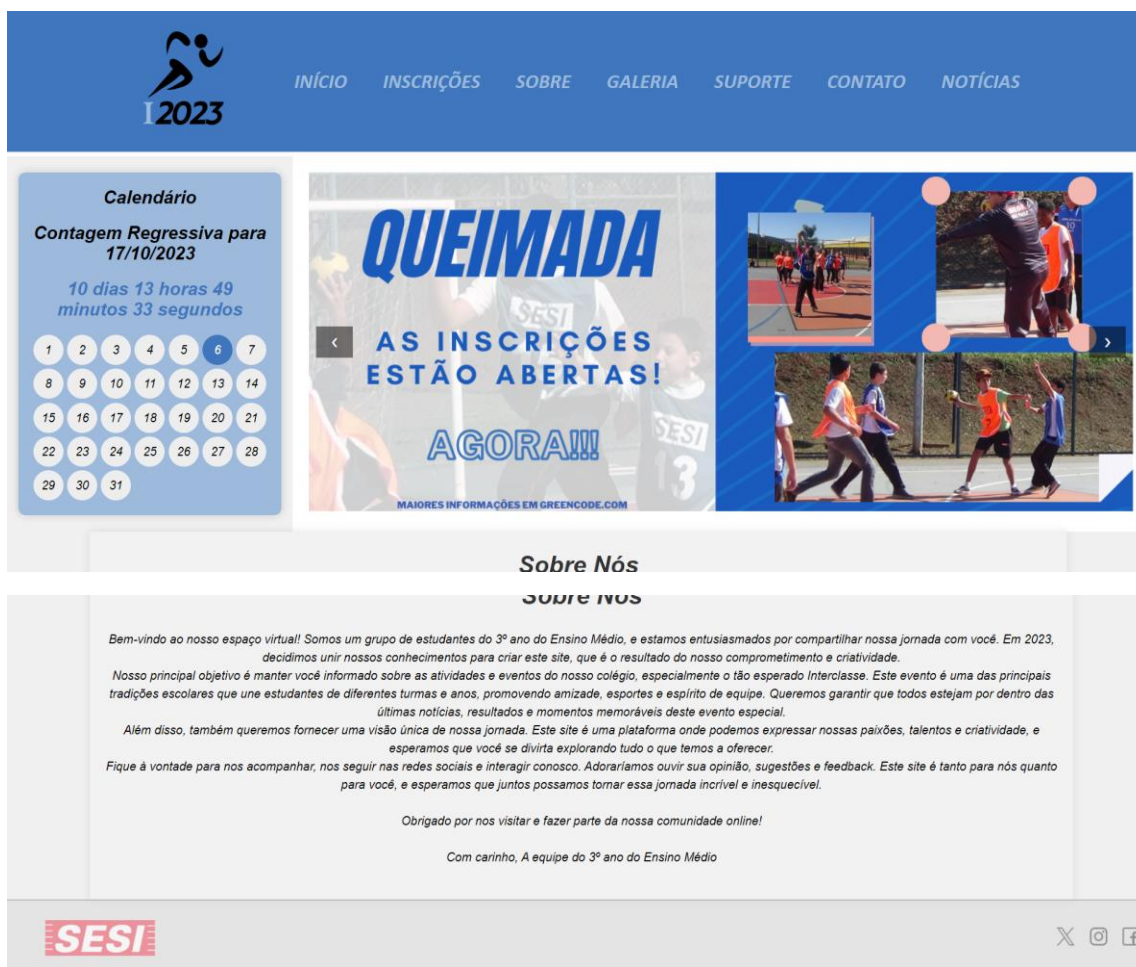 I2023
INÍCIO INSCRIÇÕES SOBRE GALERIA SUPORTE CONTATO NOTÍCIAS
Calendário
Contagem Regressiva para
17/10/2023
10 dias 13 horas 49
minutos 33 segundos
1 2 3 4 5 6 7
8 9 10 11 12 13 14
15 16 17 18 19 20 21
22 23 24 25 26 27 28
29 30 31
QUEIMADA
AS INSCRIÇÕES
ESTÃO ABERTAS!
AGORA!!!
MAIORES INFORMAÇÕES EM GREENCODE.COM
SESI
SESI
13
Sobre Nós
Sobre Nós
Bem-vindo ao nosso espaço virtual! Somos um grupo de estudantes do 3º ano do Ensino Médio, e estamos entusiasmados por compartilhar nossa jornada com você. Em 2023,
decidimos unir nossos conhecimentos para criar este site, que é o resultado do nosso comprometimento e criatividade.
Nosso principal objetivo é manter você informado sobre as atividades e eventos do nosso colégio, especialmente o tão esperado Interclasse. Este evento é uma das principais
tradições escolares que une estudantes de diferentes turmas e anos, promovendo amizade, esportes e espírito de equipe. Queremos garantir que todos estejam por dentro das
últimas notícias, resultados e momentos memoráveis deste evento especial.
Além disso, também queremos fornecer uma visão única de nossa jornada. Este site é uma plataforma onde podemos expressar nossas paixões, talentos e criatividade, e
esperamos que você se divirta explorando tudo o que temos a oferecer.
Fique à vontade para nos acompanhar, nos seguir nas redes sociais e interagir conosco. Adoraríamos ouvir sua opinião, sugestões e feedback. Este site é tanto para nós quanto
para você, e esperamos que juntos possamos tornar essa jornada incrível e inesquecível.
Obrigado por nos visitar e fazer parte da nossa comunidade online!
Com carinho, A equipe do 3º ano do Ensino Médio
SESI